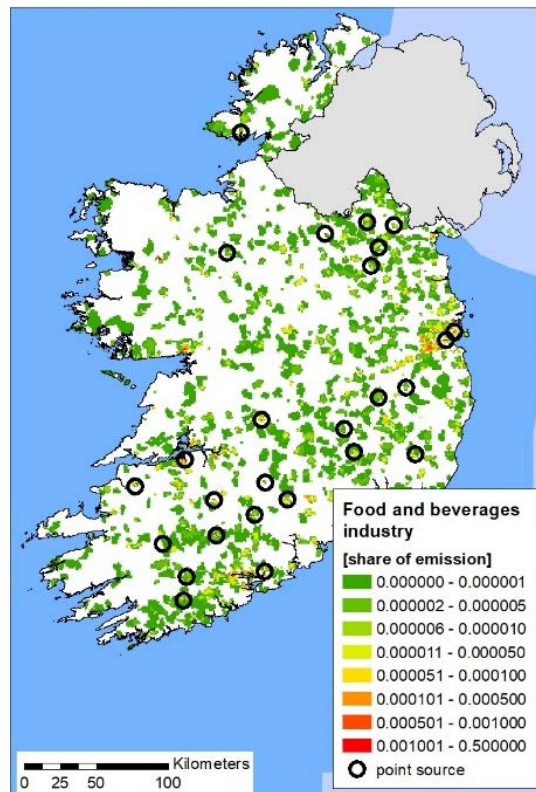 Food and beverages
industry
[share of emission]
0.000000 - 0.000001
0.000002 - 0.000005
0.000006 - 0.000010
0.000011 - 0.000050
0.000051 - 0.000100
0.000101 - 0.000500
0.000501 - 0.001000
0.001001 - 0.500000
point source
Kilometers
0 25 50 100